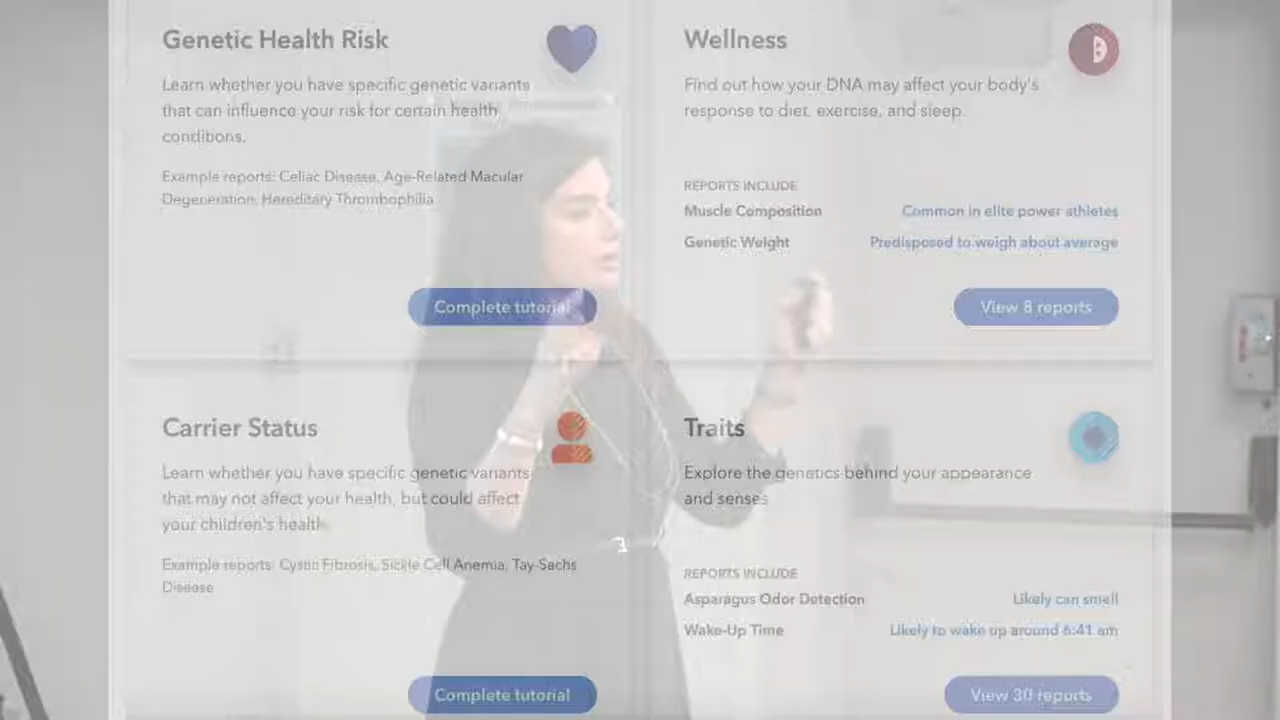 Genetic Health Risk
Learn whether you have specific genetic variants
that can influence your risk for certain health
conditions.
Example reports: Celiac Disease, Age-Related Macular
Degeneration, Hereditary Thrombophilia
Complete tutorial
Wellness
Find out how your DNA may affect your body's
response to diet, exercise, and sleep.
REPORTS INCLUDE
Muscle Composition Common in elite power athletes
Genetic Weight Predisposed to weigh about average
View 8 reports
Carrier Status
Learn whether you have specific genetic variants
that may not affect your health, but could affect
your children's health.
Example reports: Cystic Fibrosis, Sickle Cell Anemia, Tay-Sachs
Disease
Complete tutorial
Traits
Explore the genetics behind your appearance
and senses
REPORTS INCLUDE
Asparagus Odor Detection Likely can smell
Wake-Up Time Likely to wake up around 6:41 am
View 30 reports